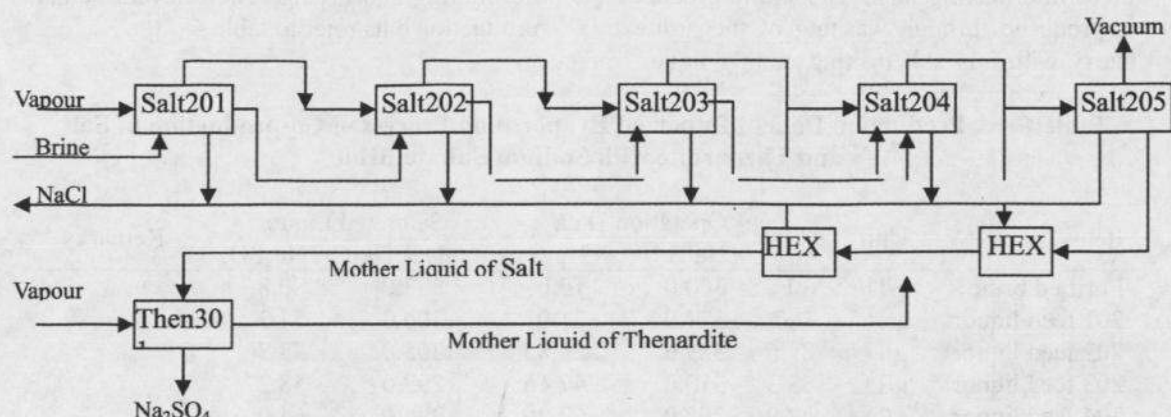 Vacuum
Vapour
Salt201
Salt202
Salt203
Salt204
Salt205
Brine
NaCl
HEX
HEX
Mother Liquid of Salt
Vapour
Then30
1
Mother Liquid of Thenardite
Na₂SO₄